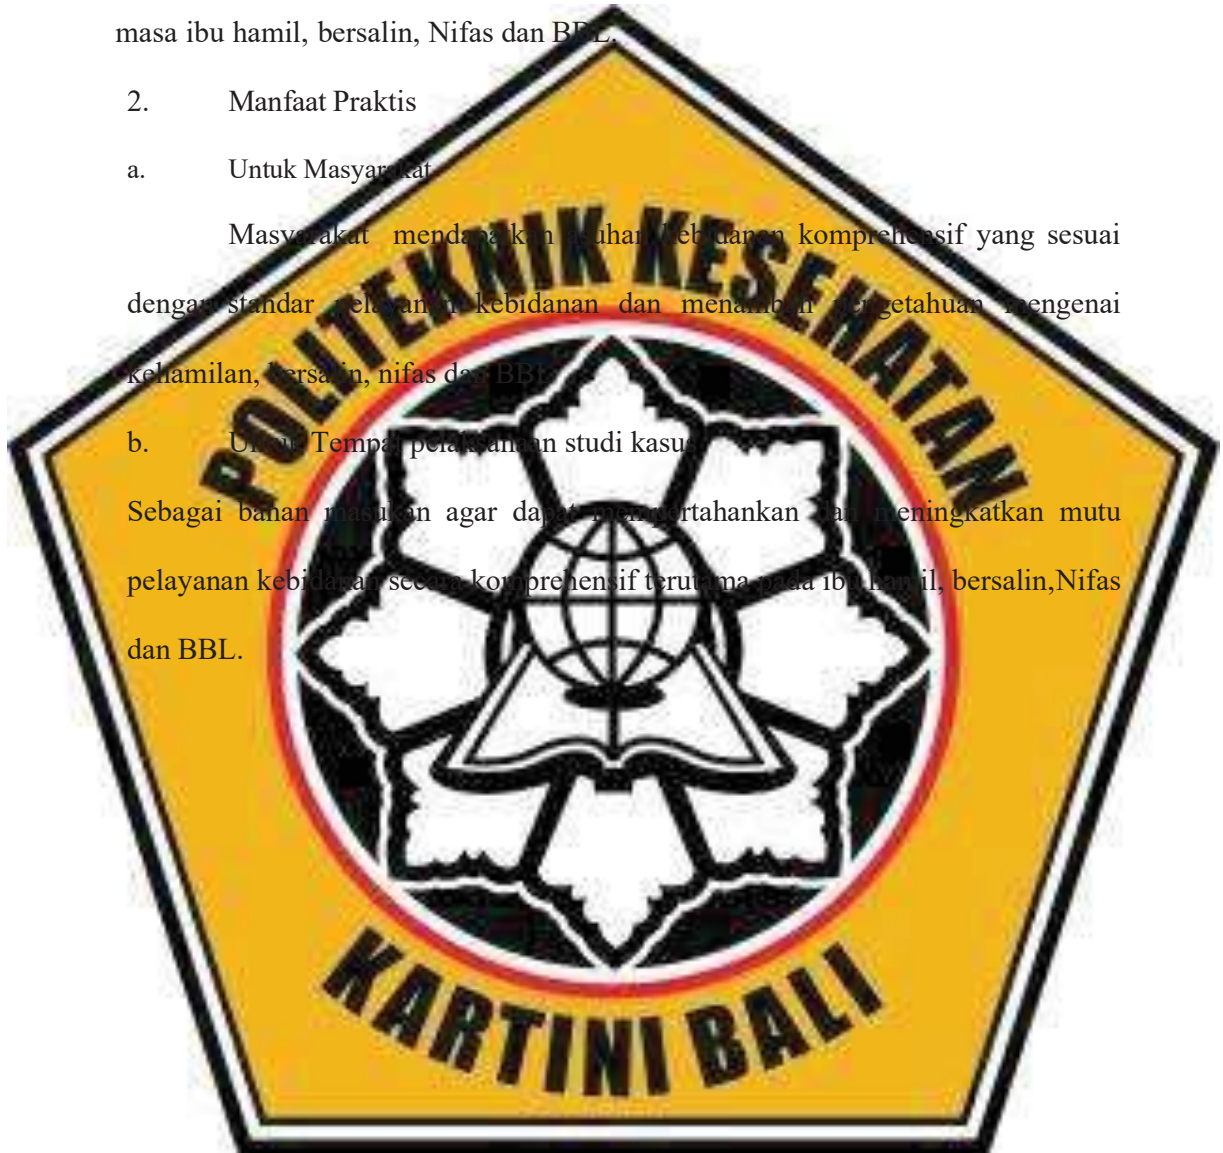 masa ibu hamil, bersalin, Nifas dan BBL.
2. Manfaat Praktis
a. Untuk Masyarakat
Masyarakat mendapatkan asuhan kebidanan komprehensif yang sesuai
dengan standar pelayanan kebidanan dan menambah pengetahuan mengenai
kehamilan, bersalin, nifas dan BBL
b. Untuk Tempat pelaksanaan studi kasus
Sebagai bahan masukan agar dapat mempertahankan dan meningkatkan mutu
pelayanan kebidanan secara komprehensif terutama pada ibu hamil, bersalin,Nifas
dan BBL.
POLITEKNIK KESEHATAN
KARTINI BALI